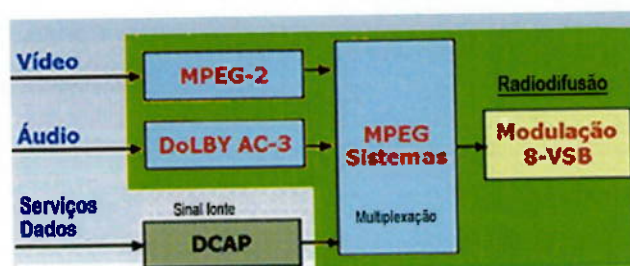 Vídeo
MPEG-2
Áudio
DoLBY AC-3
Serviços
Dados
Sinal fonte
DCAP
MPEG
Sistemas
Multiplexação
Radiodifusão
Modulação
8-VSB